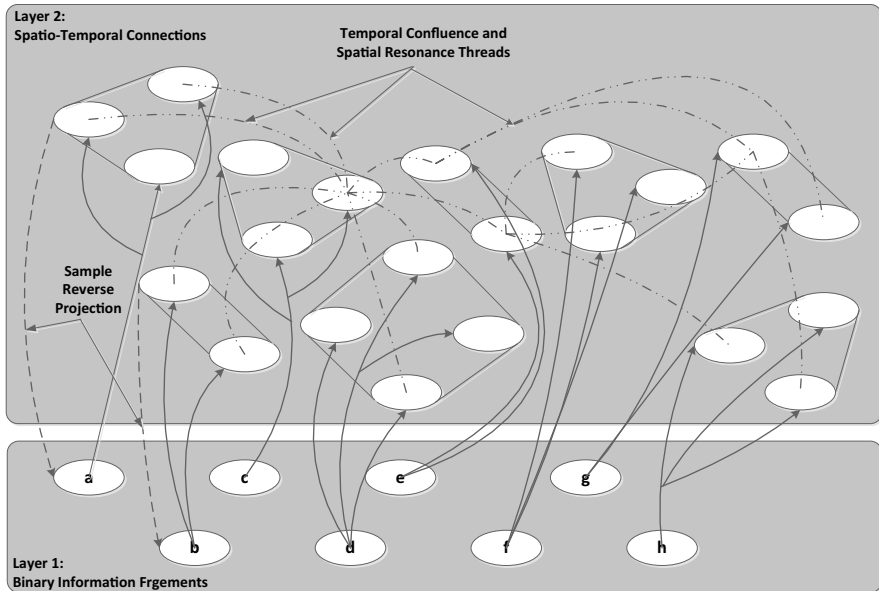 Layer 2:
Spatio-Temporal Connections
Temporal Confluence and
Spatial Resonance Threads
Sample
Reverse
Projection
a
c
e
g
b
d
f
h
Layer 1:
Binary Information Frgements